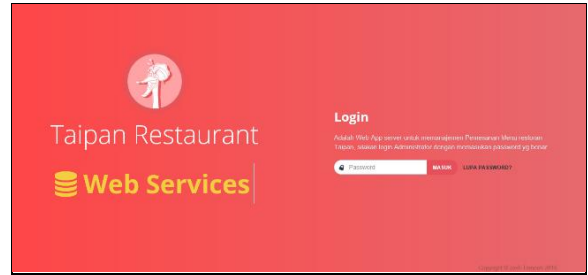 Taipan Restaurant
Web Services
Login
Adalah Web App server untuk memanajemen Pemesanan Menu restoran
Taipan, silakan login Administrator dengan memasukan password yg benar
Password
MASUK
LUPA PASSWORD?
Copyright ©